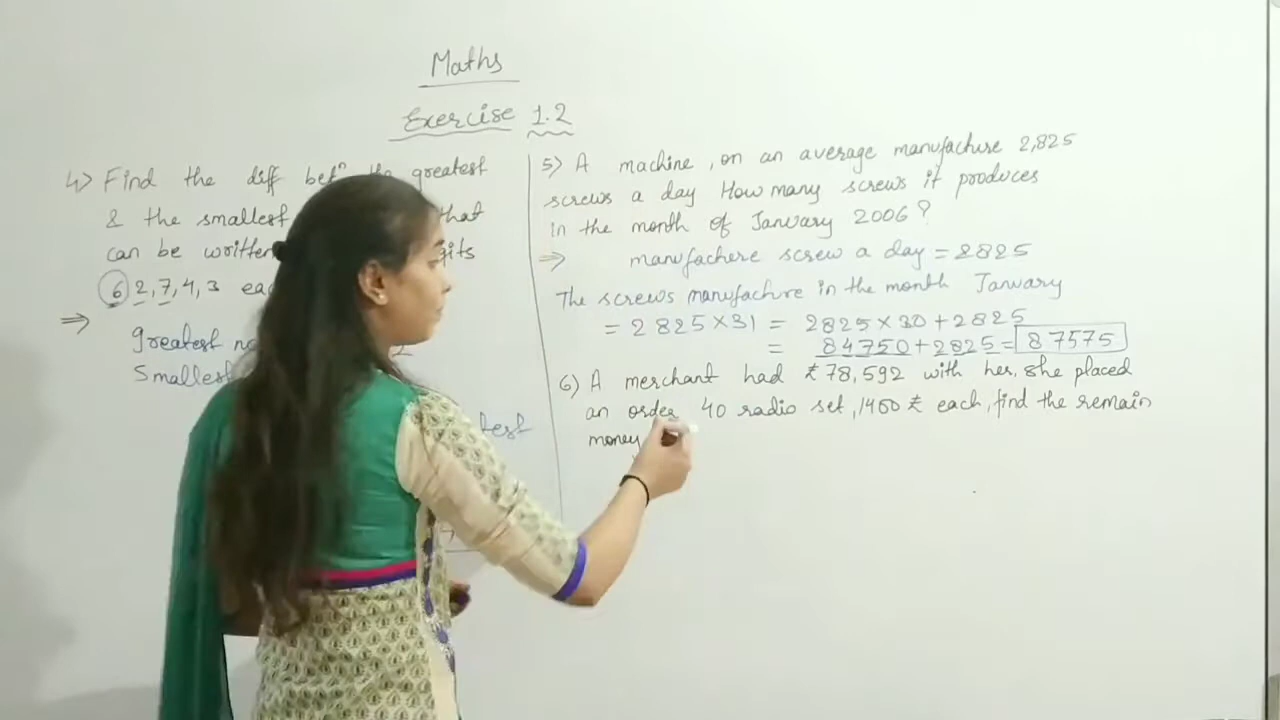 Maths
Exercise 1.2
4) Find the diff betn the greatest
& the smallest that
can be written
6 2, 7, 4, 3
⇒
greatest
Smallest
5) A machine, on an average manufacture 2,825
screws a day How many screws it produces
in the month of January 2006?
⇒ manufacture screw a day = 2825
The screws manufacture in the month January
= 2825×31 = 2825×30+2825
= 84750+2825= 87575
6) A merchant had ₹78,592 with her, she placed
an order 40 radio set, 1400 ₹ each, find the remain
money